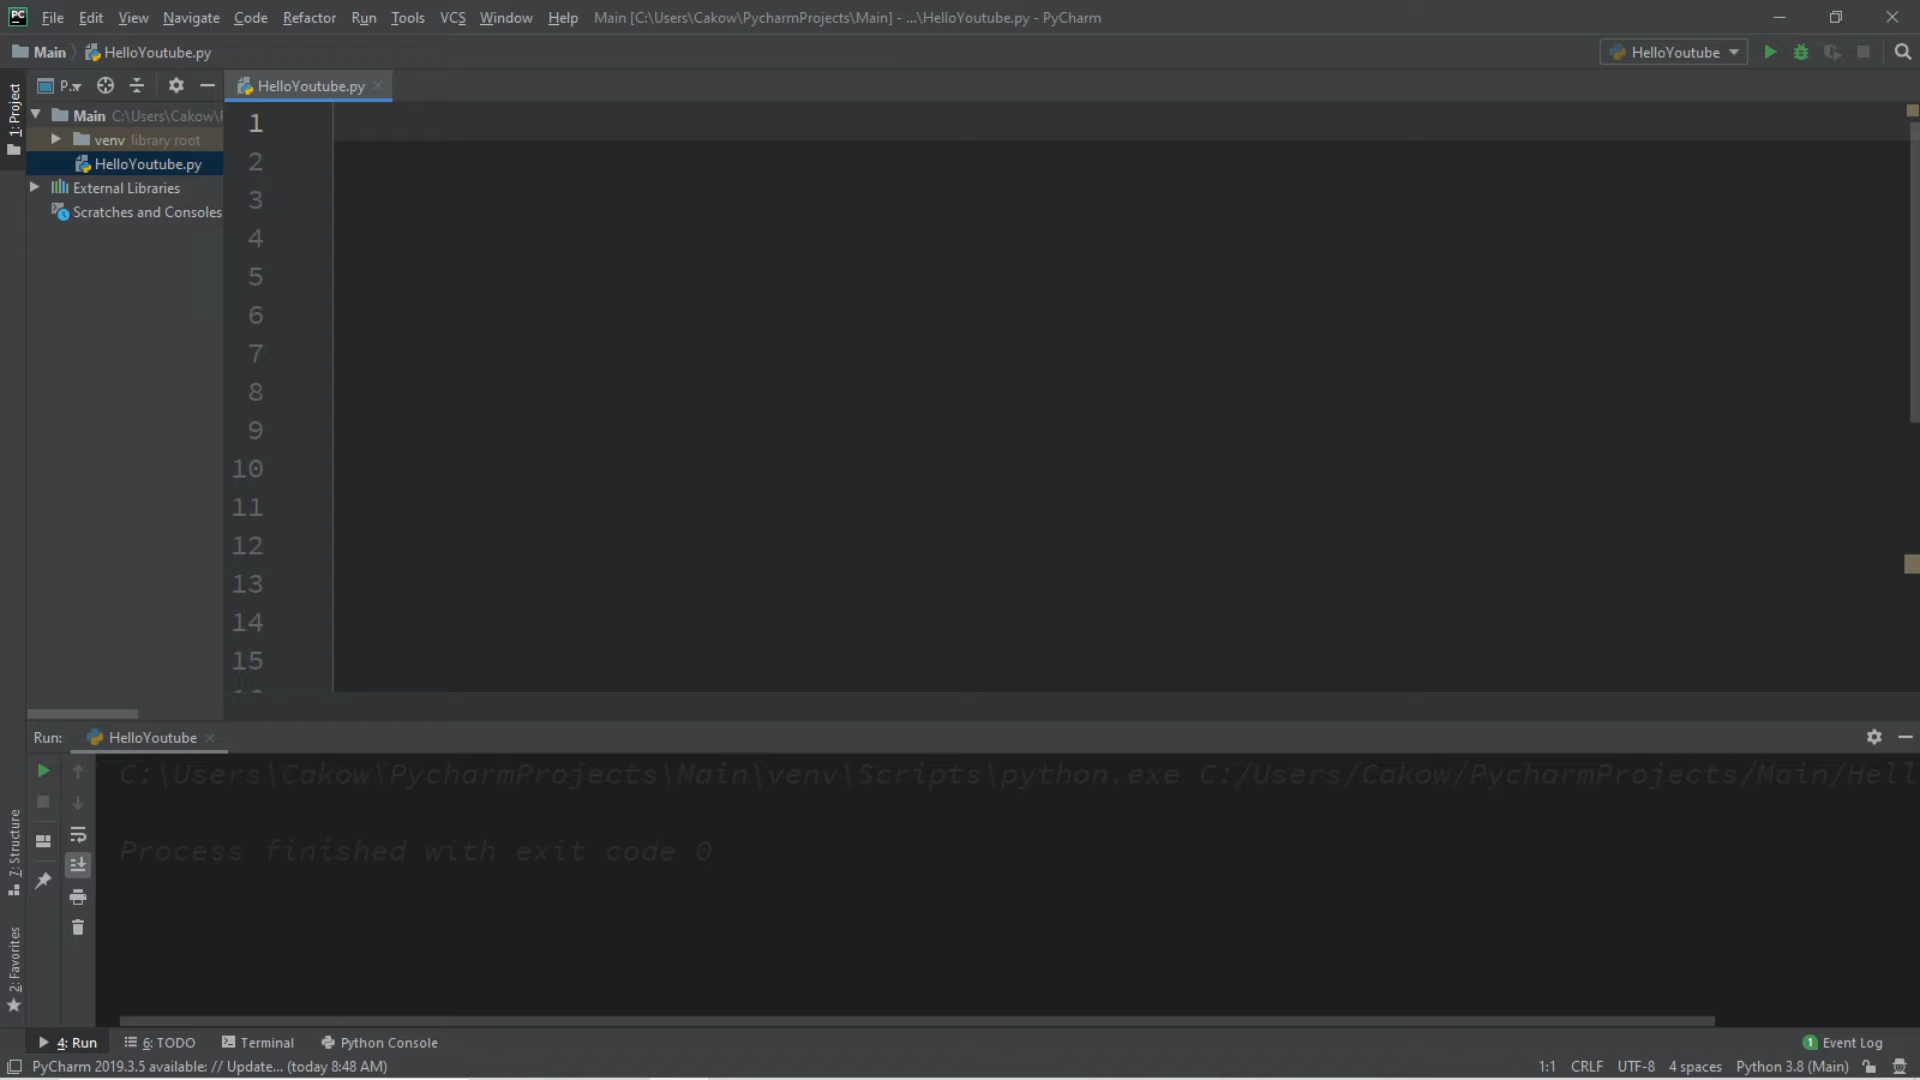 PC File Edit View Navigate Code Refactor Run Tools VCS Window Help Main [C:\Users\Cakow\PycharmProjects\Main] - ...\HelloYoutube.py - PyCharm
Main HelloYoutube.py HelloYoutube
1: Project
P... HelloYoutube.py
Main C:\Users\Cakow\
venv library root
HelloYoutube.py
External Libraries
Scratches and Consoles
1
2
3
4
5
6
7
8
9
10
11
12
13
14
15
Run: HelloYoutube
C:\Users\Cakow\PycharmProjects\Main\venv\Scripts\python.exe C:/Users/Cakow/PycharmProjects/Main/Hell
Process finished with exit code 0
7: Structure
2: Favorites
4: Run 6: TODO Terminal Python Console 1 Event Log
PyCharm 2019.3.5 available: // Update... (today 8:48 AM) 1:1 CRLF UTF-8 4 spaces Python 3.8 (Main)